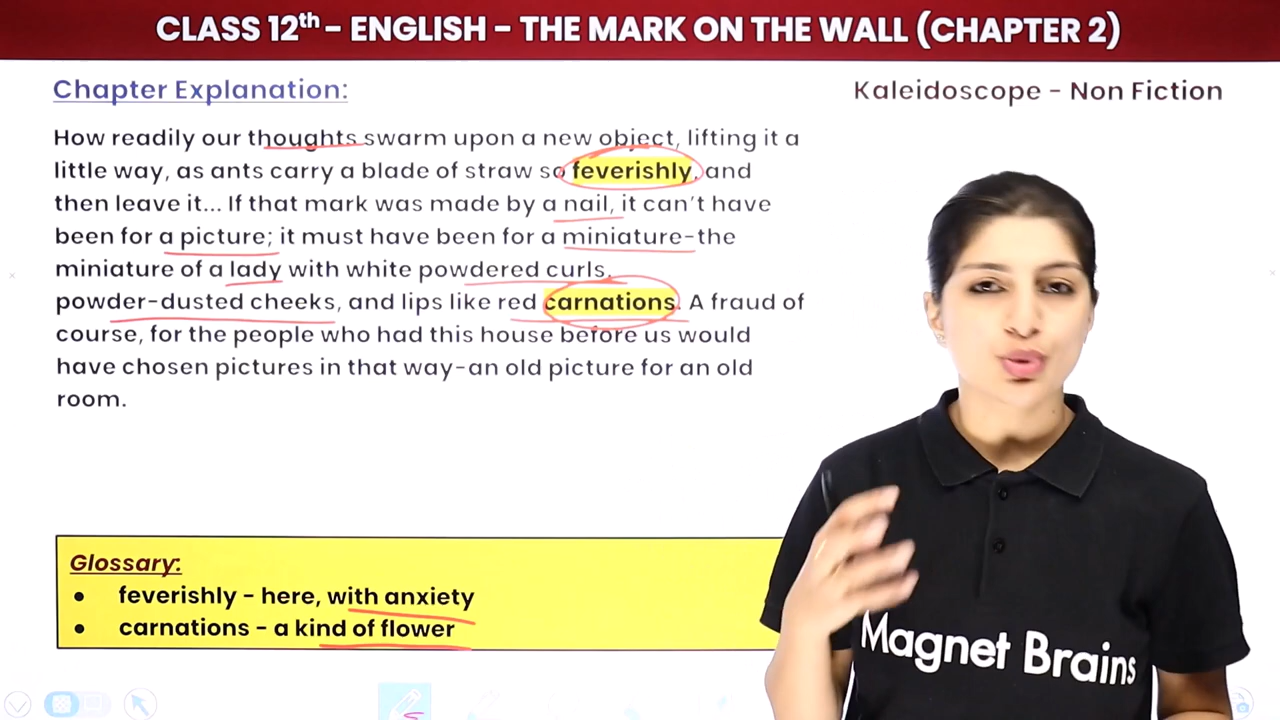 CLASS 12th - ENGLISH - THE MARK ON THE WALL (CHAPTER 2)
Chapter Explanation:
Kaleidoscope - Non Fiction
How readily our thoughts swarm upon a new object, lifting it a
little way, as ants carry a blade of straw so feverishly, and
then leave it... If that mark was made by a nail, it can't have
been for a picture; it must have been for a miniature-the
miniature of a lady with white powdered curls,
powder-dusted cheeks, and lips like red carnations. A fraud of
course, for the people who had this house before us would
have chosen pictures in that way-an old picture for an old
room.
Glossary:
• feverishly - here, with anxiety
• carnations - a kind of flower
Magnet Brains